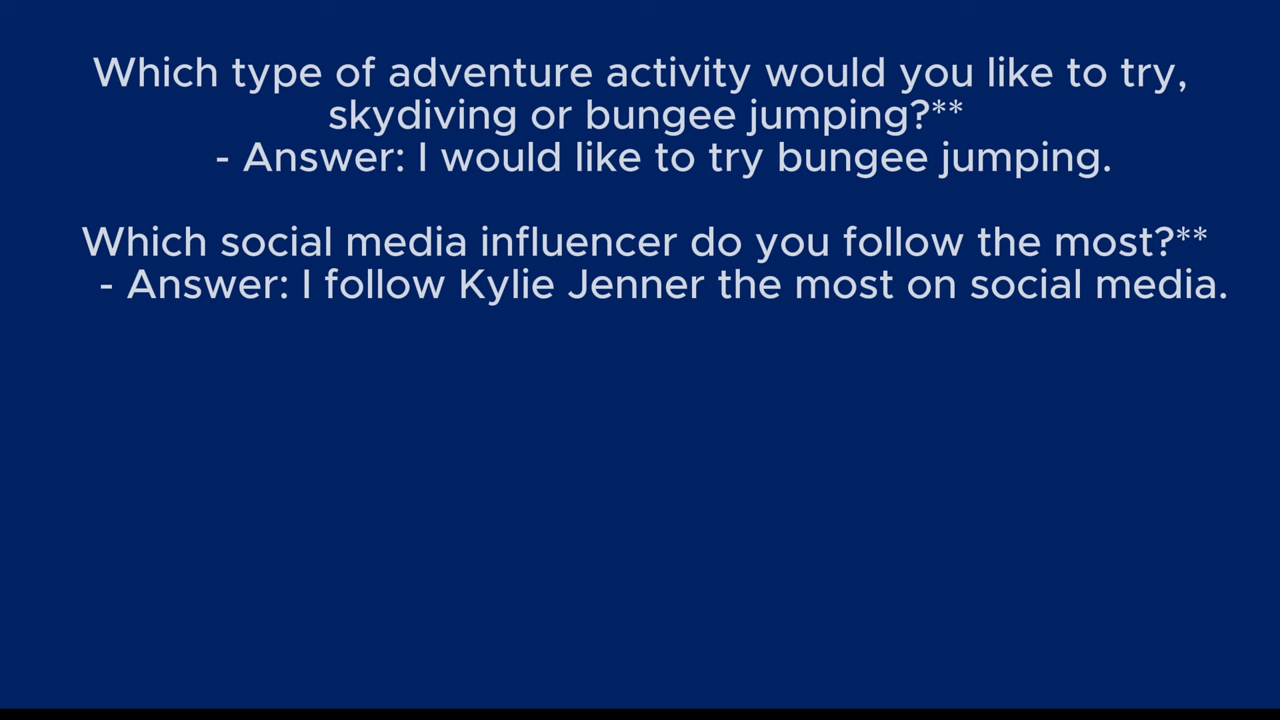 Which type of adventure activity would you like to try,
skydiving or bungee jumping?**
- Answer: I would like to try bungee jumping.
Which social media influencer do you follow the most?**
- Answer: I follow Kylie Jenner the most on social media.